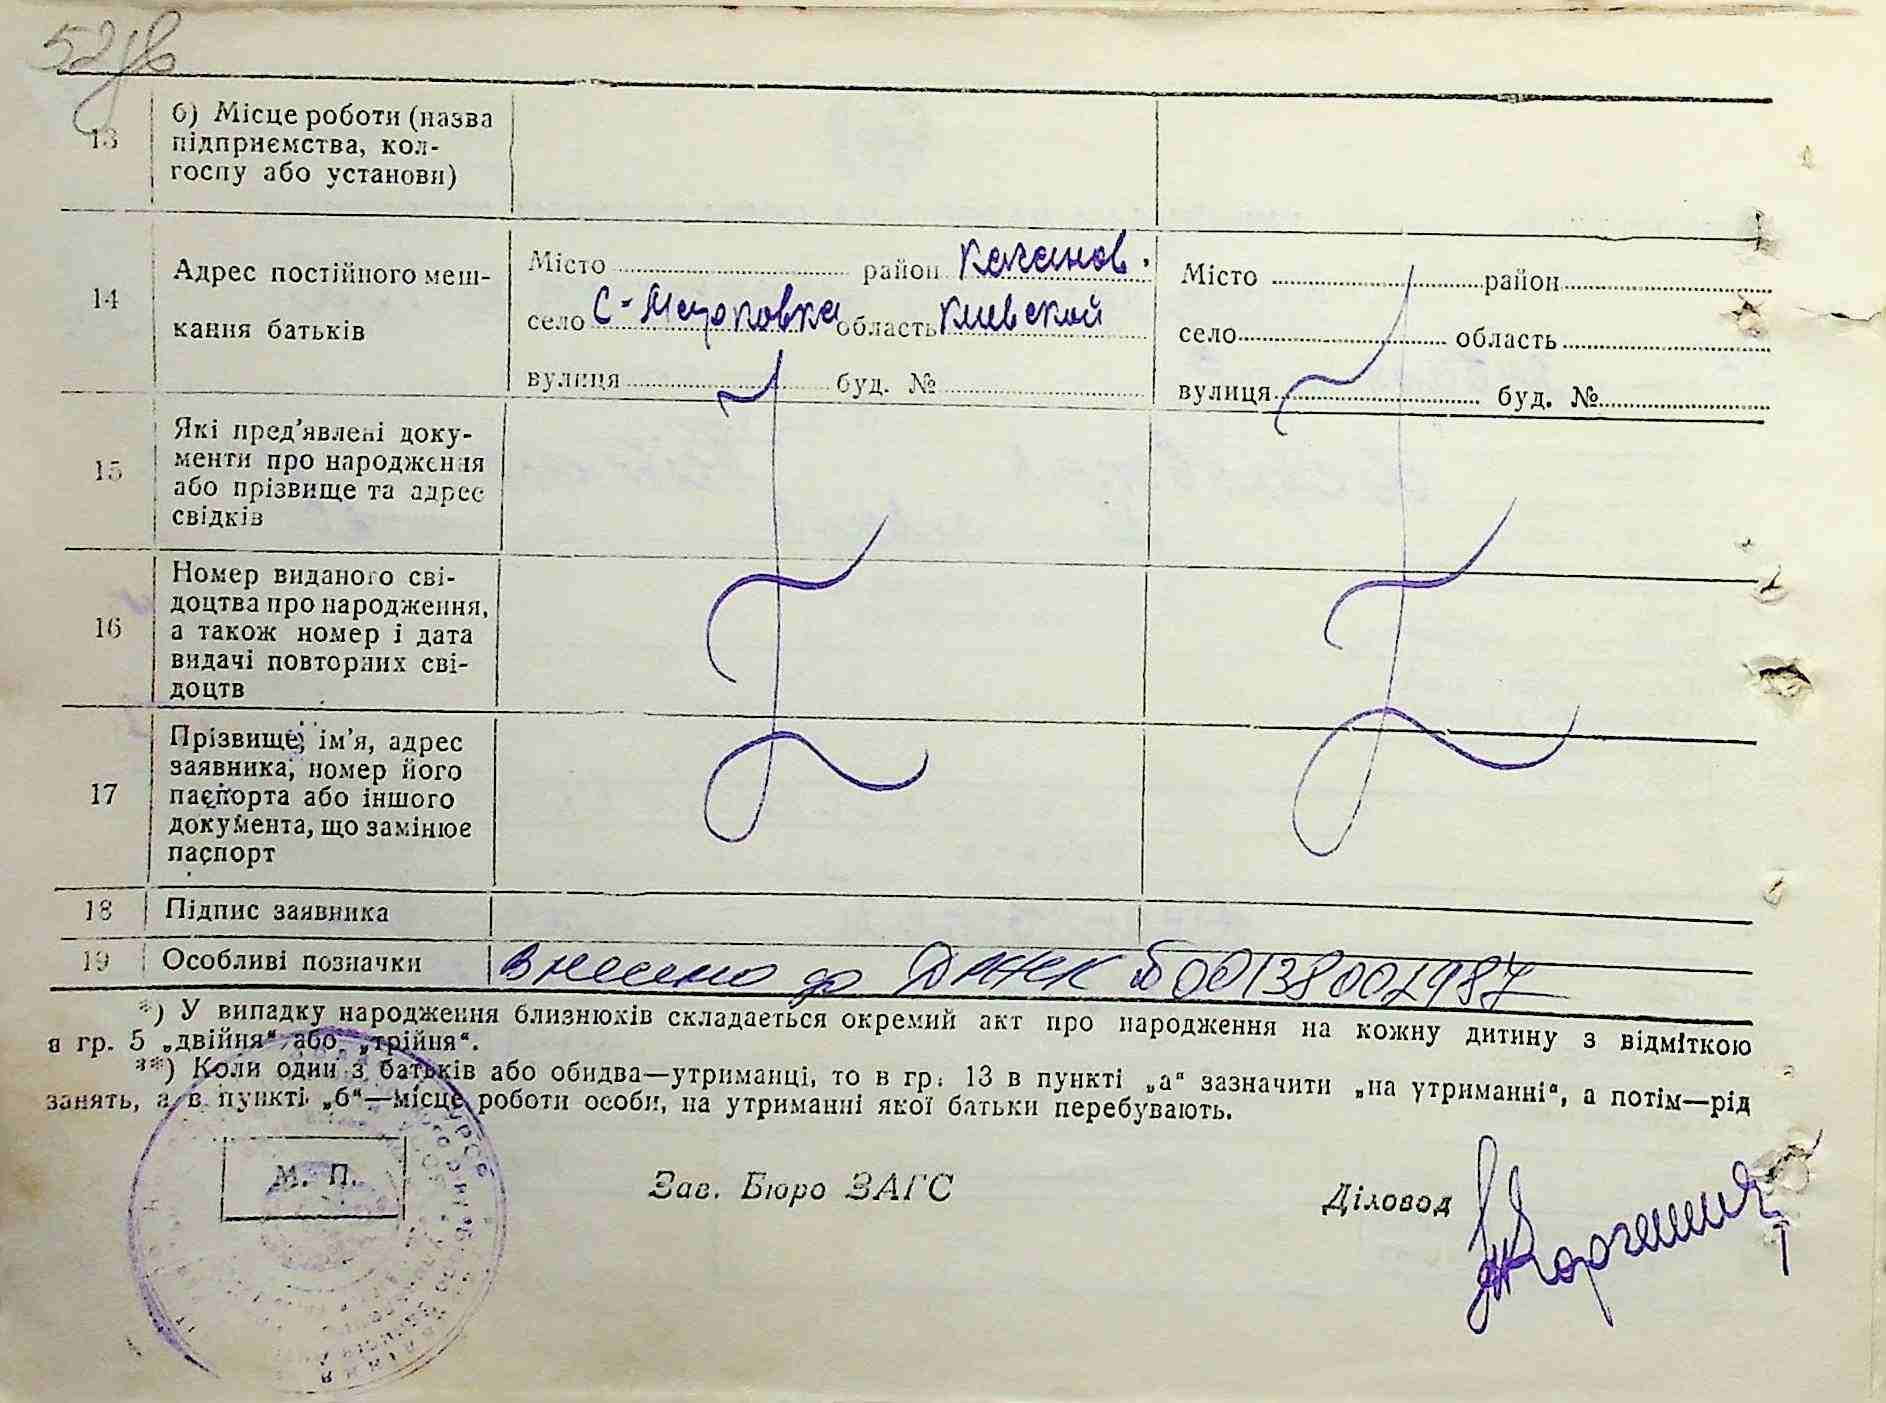 13 б) Місце роботи (назва
підприємства, кол-
госпу або установи)
14 Адрес постійного меш-
кання батьків
Місто район Каганов.
село область Киевской
вулиця буд. №
Місто район
село область
вулиця буд. №
15 Які пред'явлені доку-
менти про народження
або прізвище та адрес
свідків
16 Номер виданого сві-
доцтва про народження,
а також номер і дата
видачі повторних сві-
доцтв
17 Прізвище, ім'я, адрес
заявника, номер його
паспорта або іншого
документа, що замінює
паспорт
18 Підпис заявника
19 Особливі позначки внесено до ДРАЦС 00138001987
*) У випадку народження близнюхів складається окремий акт про народження на кожну дитину з відміткою
в гр. 5 „двійня“ або „трійня“.
**) Коли один з батьків або обидва—утриманці, то в гр. 13 в пункті „а“ зазначити „на утриманні“, а потім—рід
занять, а в пункті „б“—місце роботи особи, на утриманні якої батьки перебувають.
М. П.
Зав. Бюро ЗАГС
Діловод